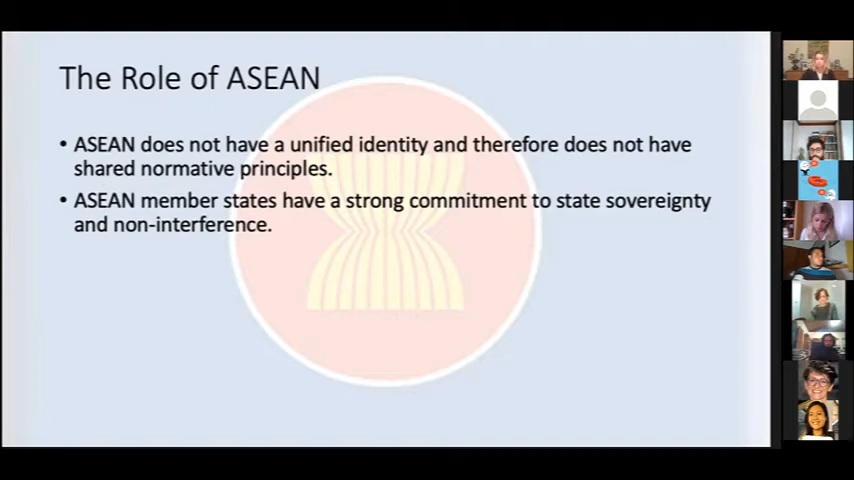 The Role of ASEAN
• ASEAN does not have a unified identity and therefore does not have
shared normative principles.
• ASEAN member states have a strong commitment to state sovereignty
and non-interference.